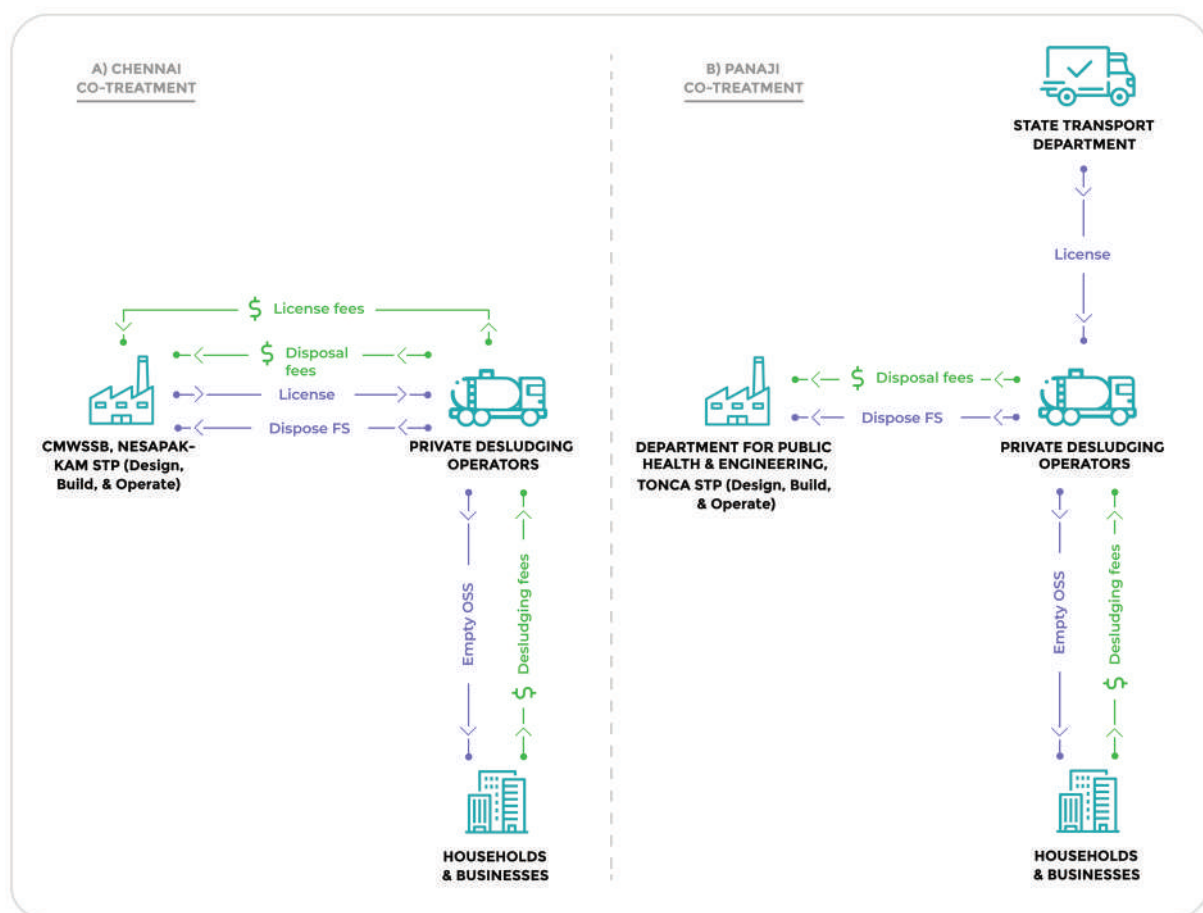 A) CHENNAI
CO-TREATMENT
$ License fees
$ Disposal
fees
License
Dispose FS
CMWSSB, NESAPAK-
KAM STP (Design,
Build, & Operate)
PRIVATE DESLUDGING
OPERATORS
Empty OSS
$ Desludging fees
HOUSEHOLDS
& BUSINESSES
B) PANAJI
CO-TREATMENT
STATE TRANSPORT
DEPARTMENT
License
$ Disposal fees
Dispose FS
DEPARTMENT FOR PUBLIC
HEALTH & ENGINEERING,
TONCA STP (Design, Build,
& Operate)
PRIVATE DESLUDGING
OPERATORS
Empty OSS
$ Desludging fees
HOUSEHOLDS
& BUSINESSES